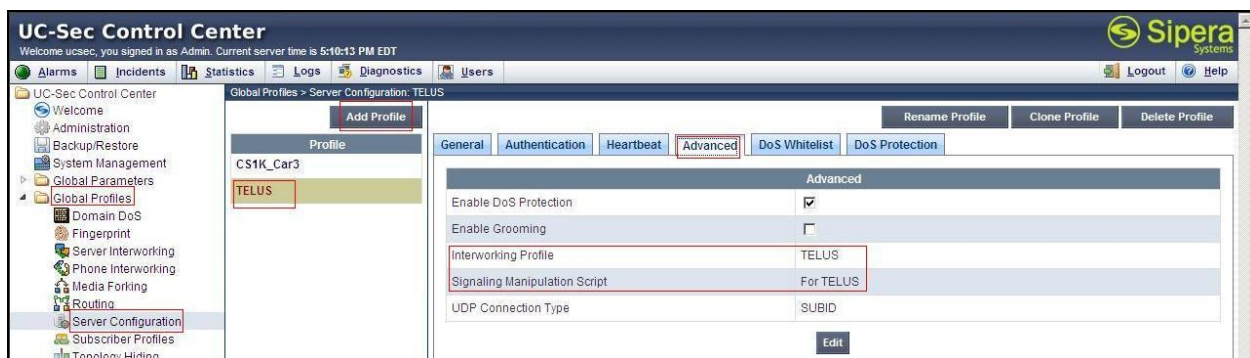 UC-Sec Control Center
Welcome ucsec, you signed in as Admin. Current server time is 5:10:13 PM EDT
Sipera
Systems
Alarms Incidents Statistics Logs Diagnostics Users Logout Help
UC-Sec Control Center
Welcome
Administration
Backup/Restore
System Management
Global Parameters
Global Profiles
Domain DoS
Fingerprint
Server Interworking
Phone Interworking
Media Forking
Routing
Server Configuration
Subscriber Profiles
Topology Hiding
Global Profiles > Server Configuration: TELUS
Add Profile
Profile
CS1K_Car3
TELUS
Rename Profile Clone Profile Delete Profile
General Authentication Heartbeat Advanced DoS Whitelist DoS Protection
Advanced
Enable DoS Protection
Enable Grooming
Interworking Profile TELUS
Signaling Manipulation Script For TELUS
UDP Connection Type SUBID
Edit